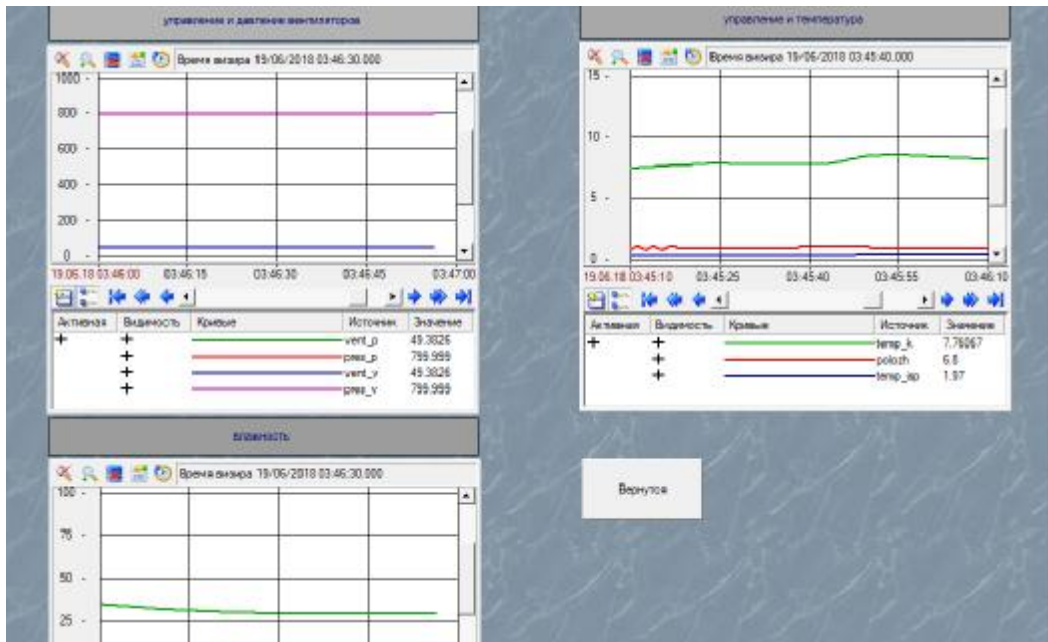 управление и давление вентиляторов
Время визира 19/06/2018 03:46:30.000
1000
800
600
400
200
0
19.06.18 03:46:00 03:46:15 03:46:30 03:46:45 03:47:00
Активная Видимость Кривые Источник Значение
vent_p 49.3826
pres_p 799.999
vent_v 49.3826
pres_v 799.999
влажность
Время визира 19/06/2018 03:46:30.000
100
75
50
25
управление и температура
Время визира 19/06/2018 03:45:40.000
15
10
5
0
19.06.18 03:45:10 03:45:25 03:45:40 03:45:55 03:46:10
Активная Видимость Кривые Источник Значение
temp_k 7.76067
polozh 6.8
temp_isp 1.97
Вернутся